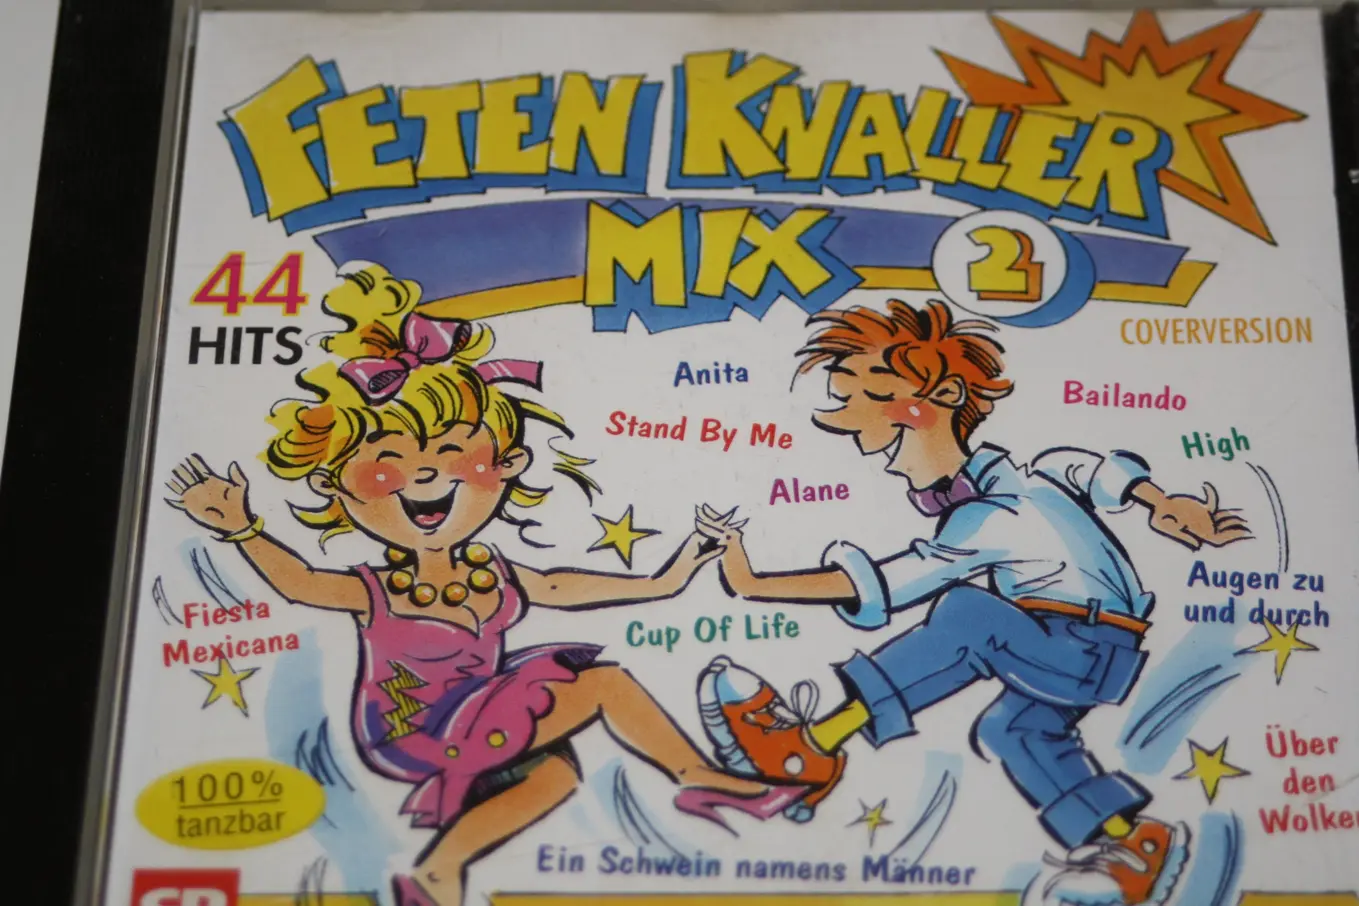 FETEN KNALLER
MIX 2
44
HITS
COVERVERSION
Anita
Bailando
Stand By Me
High
Alane
Augen zu
und durch
Fiesta
Mexicana
Cup Of Life
Über
den
100%
tanzbar
Ein Schwein namens Männer